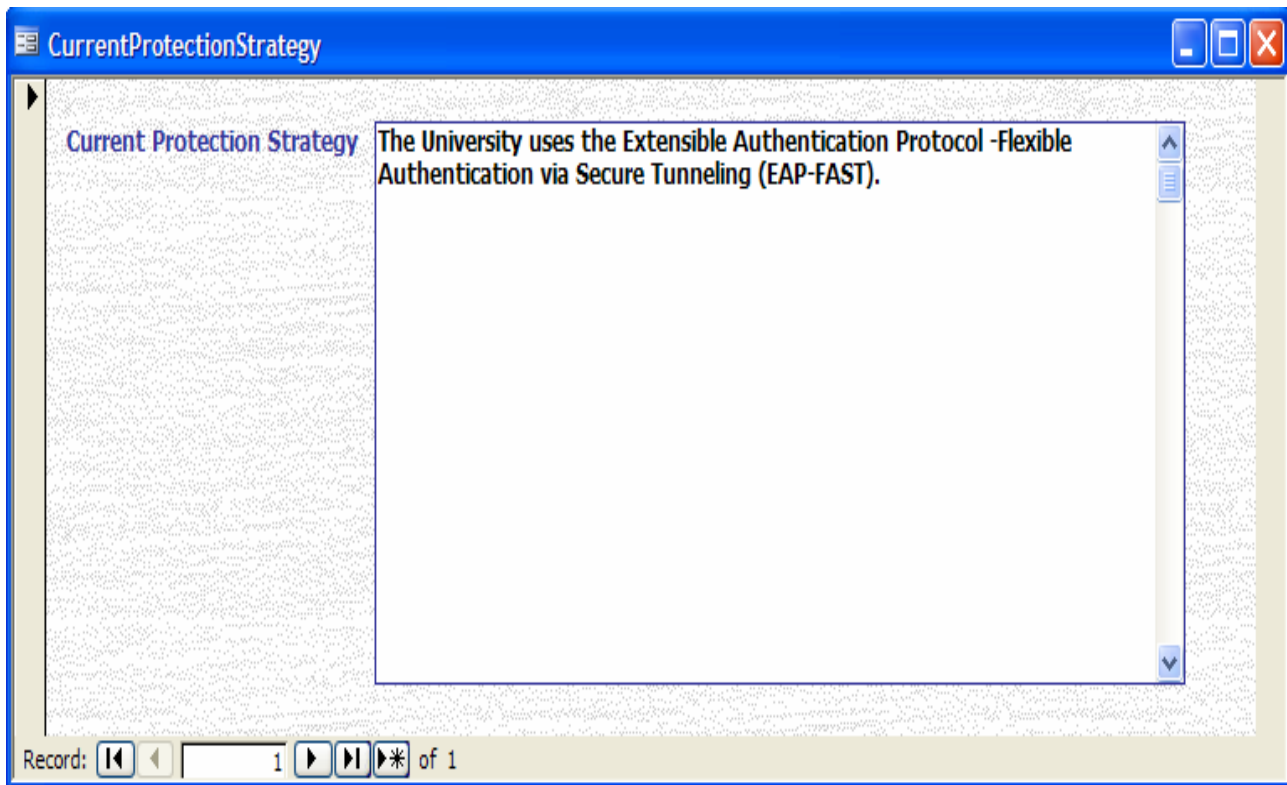 CurrentProtectionStrategy
Current Protection Strategy
The University uses the Extensible Authentication Protocol -Flexible
Authentication via Secure Tunneling (EAP-FAST).
Record: 1 of 1